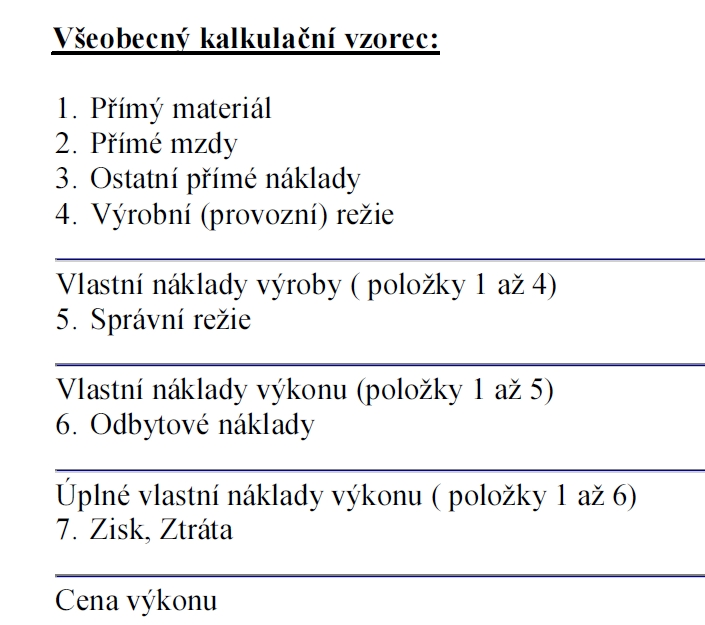 Všeobecný kalkulační vzorec:
1. Přímý materiál
2. Přímé mzdy
3. Ostatní přímé náklady
4. Výrobní (provozní) režie
Vlastní náklady výroby ( položky 1 až 4)
5. Správní režie
Vlastní náklady výkonu (položky 1 až 5)
6. Odbytové náklady
Úplné vlastní náklady výkonu ( položky 1 až 6)
7. Zisk, Ztráta
Cena výkonu